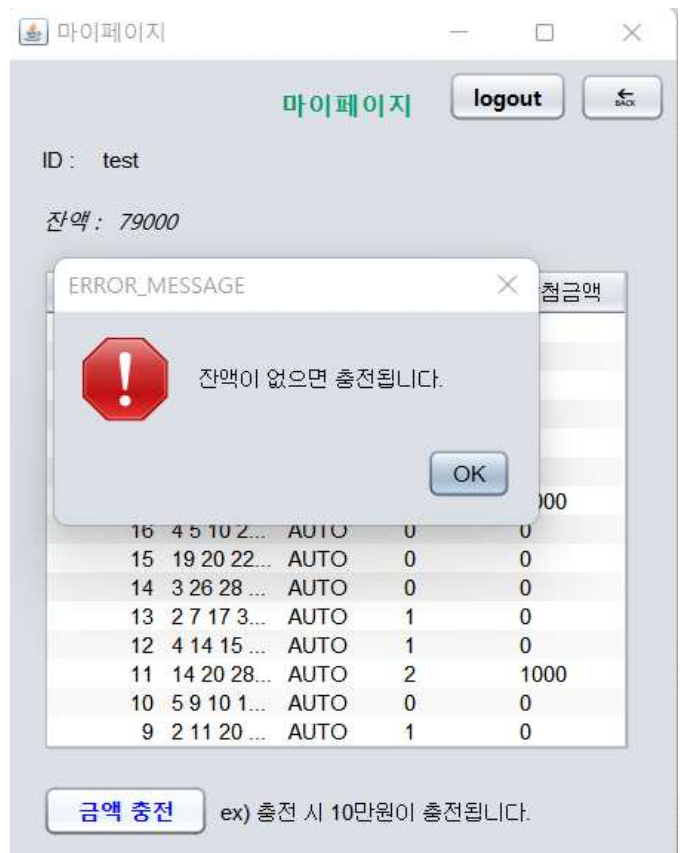 마이페이지
마이페이지 logout BACK
ID : test
잔액 : 79000
첨금액
ERROR_MESSAGE
잔액이 없으면 충전됩니다.
OK
000
16 4 5 10 2... AUTO 0 0
15 19 20 22... AUTO 0 0
14 3 26 28 ... AUTO 0 0
13 2 7 17 3... AUTO 1 0
12 4 14 15 ... AUTO 1 0
11 14 20 28... AUTO 2 1000
10 5 9 10 1... AUTO 0 0
9 2 11 20 ... AUTO 1 0
금액 충전 ex) 충전 시 10만원이 충전됩니다.